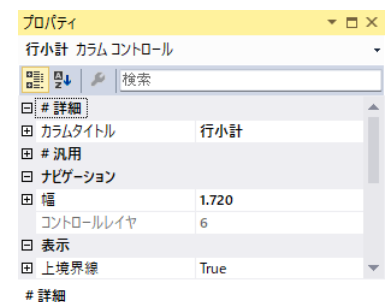 プロパティ
行小計 カラム コントロール
検索
# 詳細
カラムタイトル 行小計
# 汎用
ナビゲーション
幅 1.720
コントロールレイヤ 6
表示
上境界線 True
# 詳細